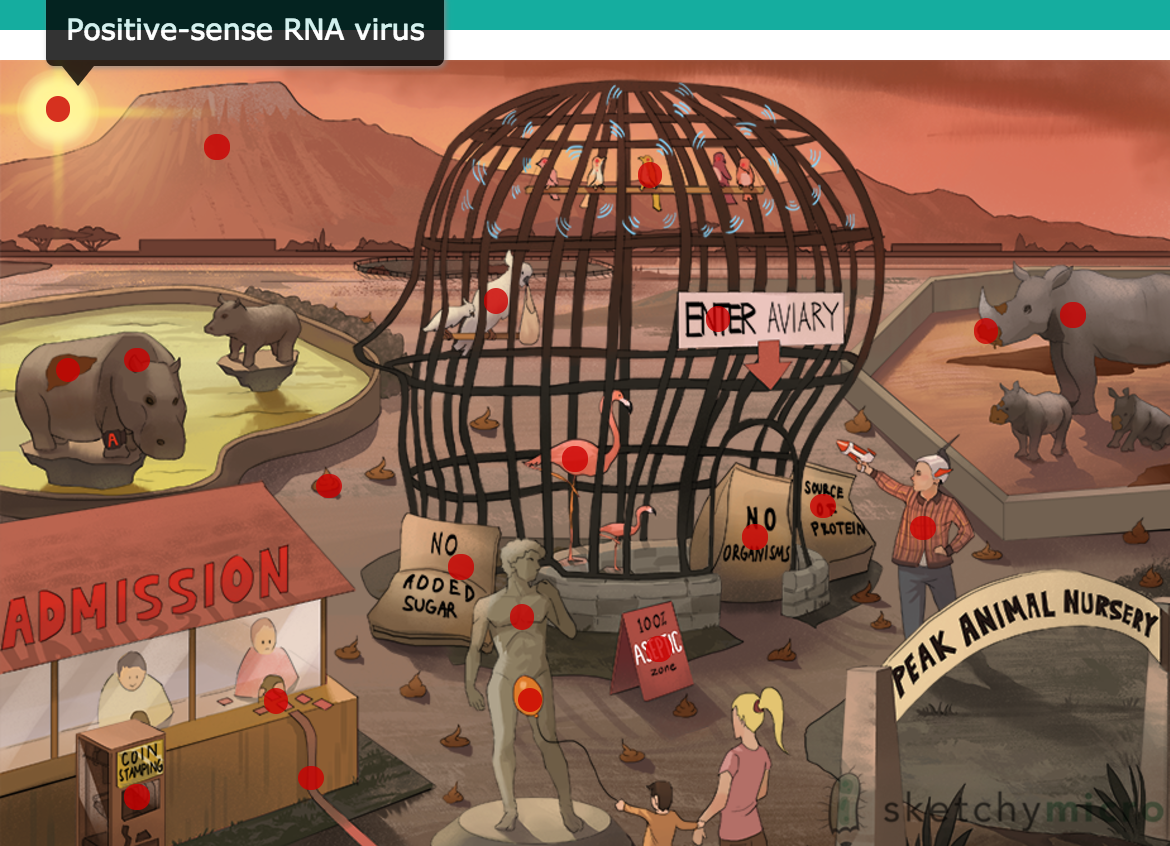 Positive-sense RNA virus
ENTER AVIARY
A
NO
ADDED
SUGAR
NO
ORGANISMS
SOURCE
OF
PROTEIN
ADMISSION
100%
ASEPTIC
zone
PEAK ANIMAL NURSERY
COIN
STAMPING
sketchymicro